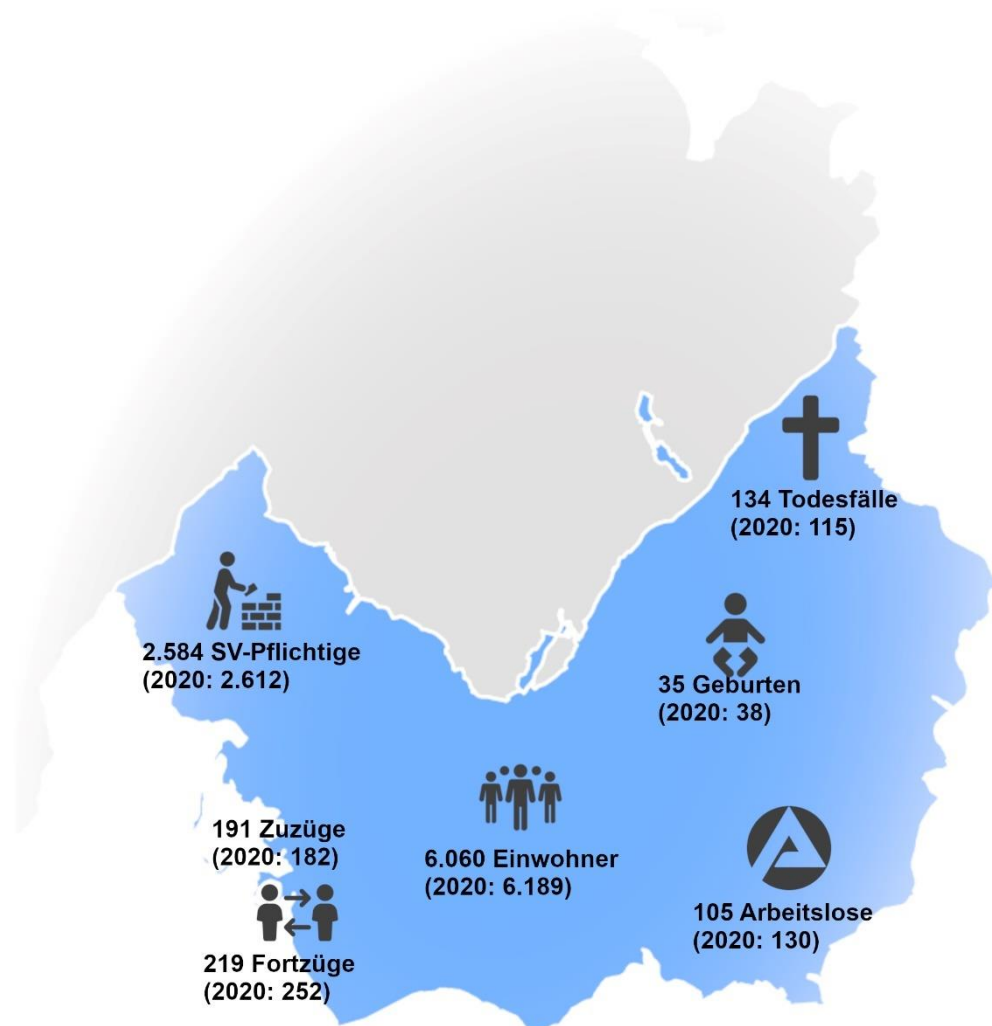 134 Todesfälle
(2020: 115)
2.584 SV-Pflichtige
(2020: 2.612)
35 Geburten
(2020: 38)
191 Zuzüge
(2020: 182)
6.060 Einwohner
(2020: 6.189)
105 Arbeitslose
(2020: 130)
219 Fortzüge
(2020: 252)